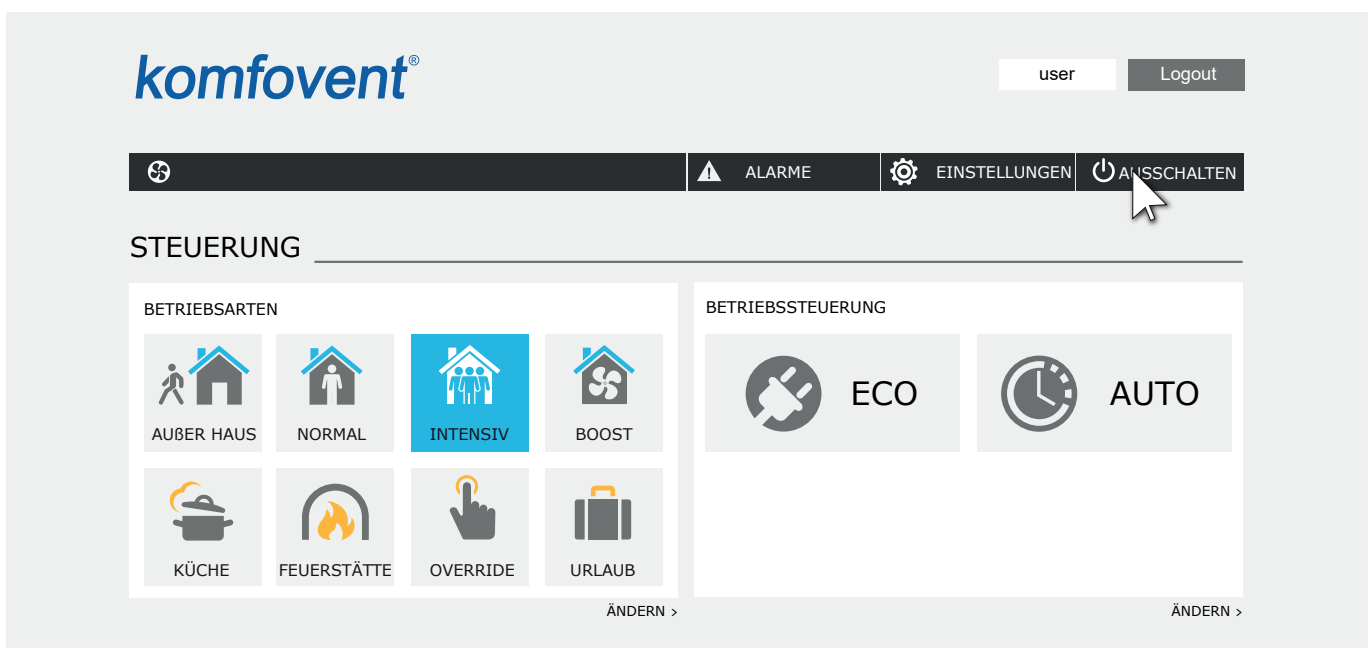 komfovent®
user Logout
ALARME EINSTELLUNGEN AUSSCHALTEN
STEUERUNG
BETRIEBSARTEN
AUßER HAUS NORMAL INTENSIV BOOST
KÜCHE FEUERSTÄTTE OVERRIDE URLAUB
ÄNDERN >
BETRIEBSSTEUERUNG
ECO AUTO
ÄNDERN >